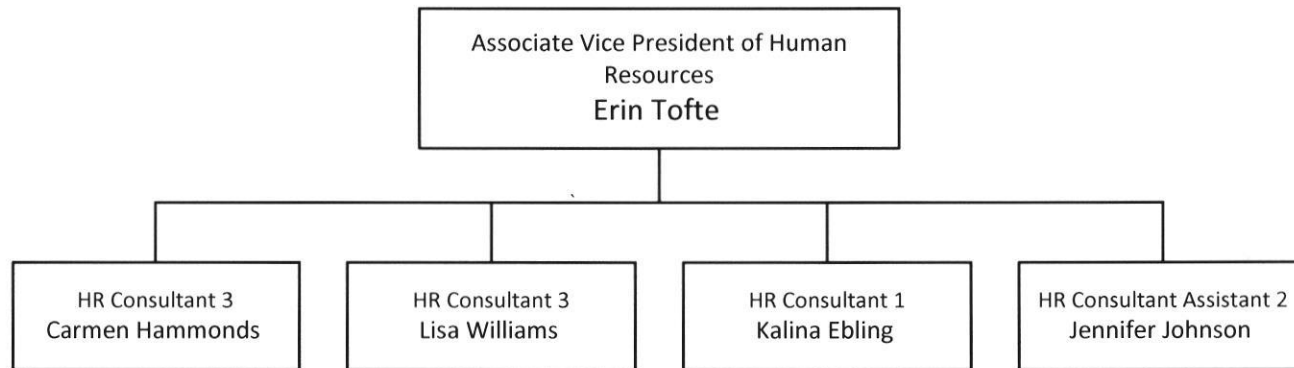 Associate Vice President of Human
Resources
Erin Tofte
HR Consultant 3
Carmen Hammonds
HR Consultant 3
Lisa Williams
HR Consultant 1
Kalina Ebling
HR Consultant Assistant 2
Jennifer Johnson